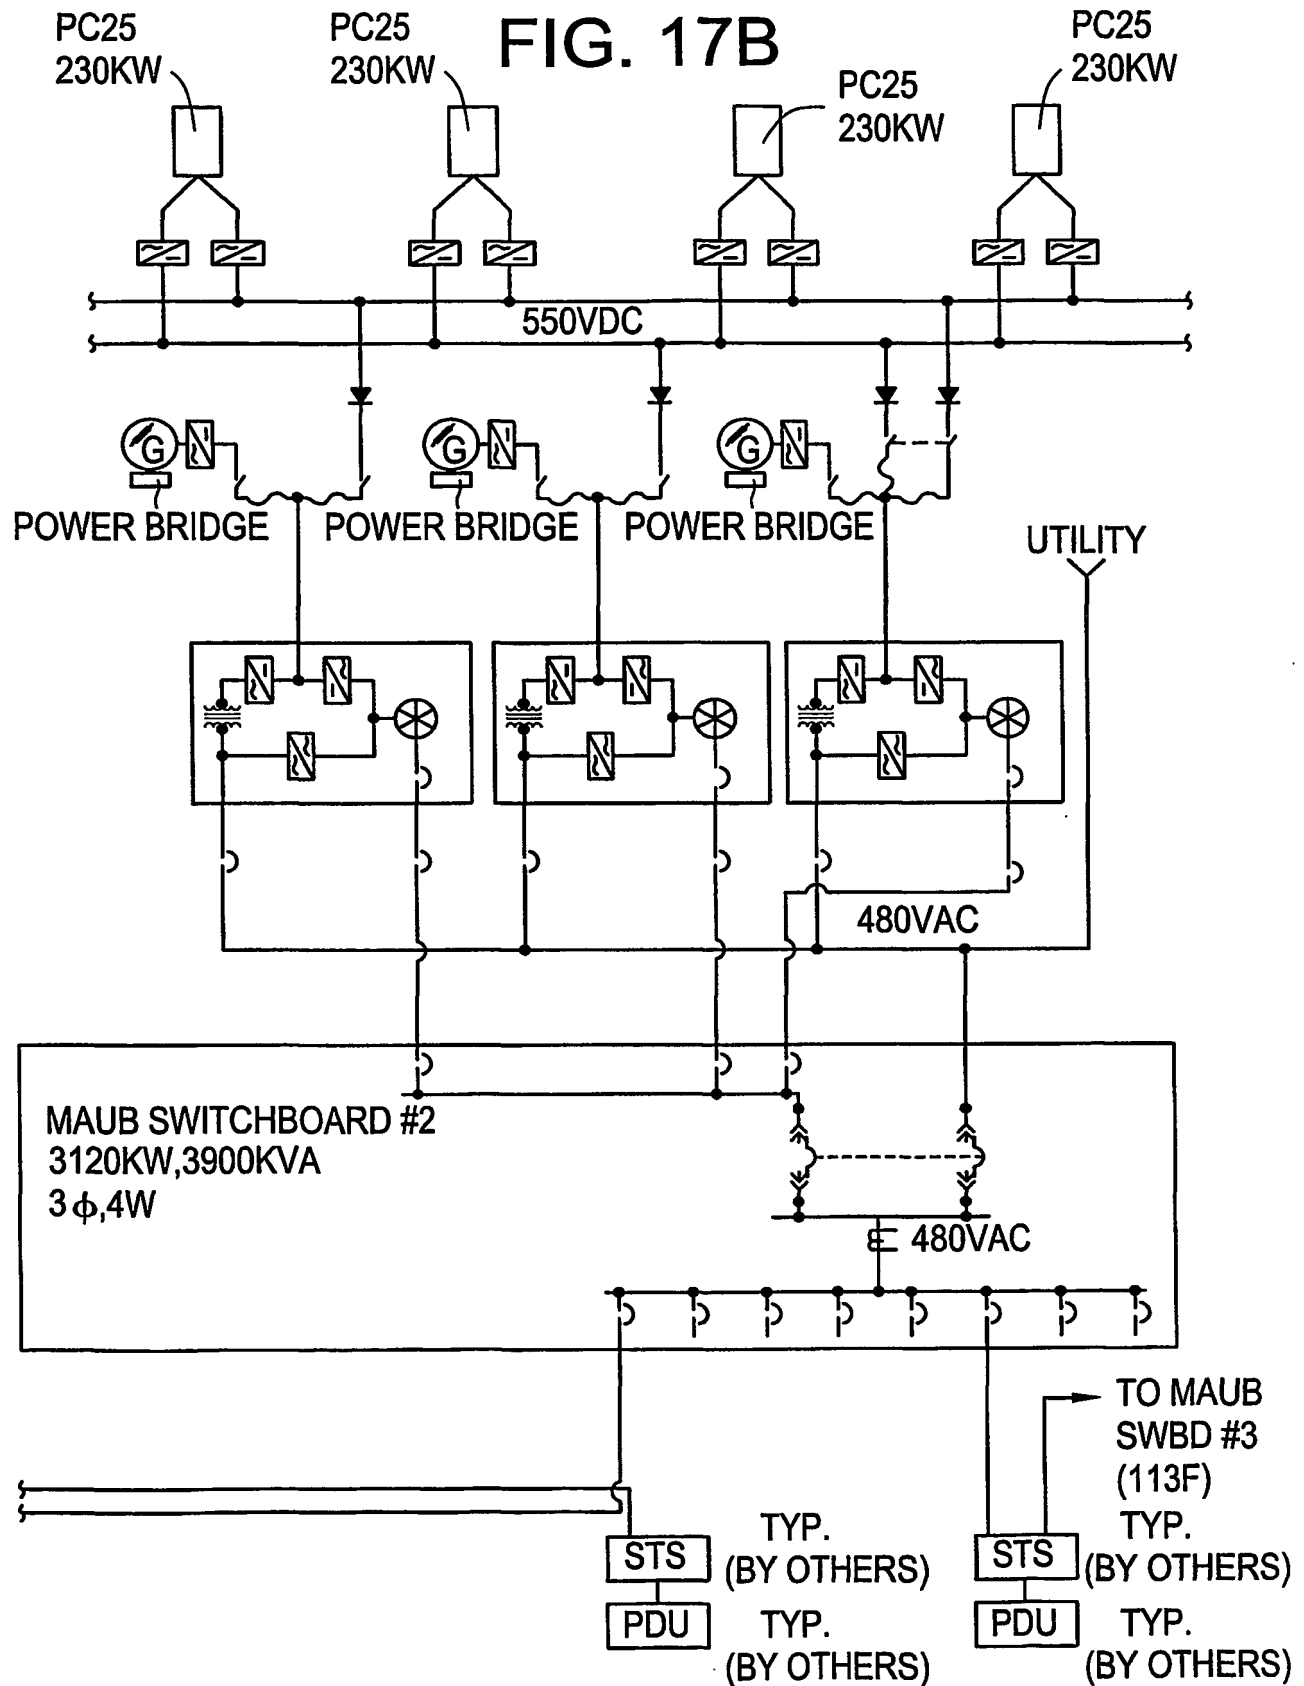 FIG. 17B
PC25
230KW
PC25
230KW
PC25
230KW
PC25
230KW
550VDC
G
G
G
POWER BRIDGE
POWER BRIDGE
POWER BRIDGE
UTILITY
480VAC
MAUB SWITCHBOARD #2
3120KW,3900KVA
3ϕ,4W
480VAC
TO MAUB
SWBD #3
(113F)
STS
TYP.
(BY OTHERS)
PDU
TYP.
(BY OTHERS)
STS
TYP.
(BY OTHERS)
PDU
TYP.
(BY OTHERS)